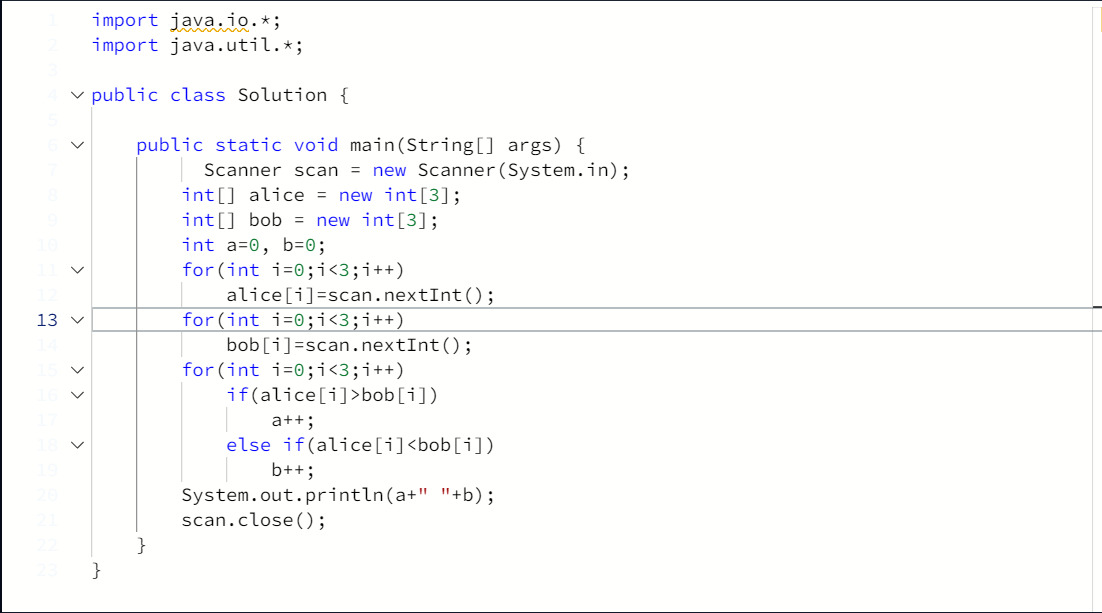 1 import java.io.*;
2 import java.util.*;
3
4 public class Solution {
5
6     public static void main(String[] args) {
7           Scanner scan = new Scanner(System.in);
8         int[] alice = new int[3];
9         int[] bob = new int[3];
10         int a=0, b=0;
11         for(int i=0;i<3;i++)
12             alice[i]=scan.nextInt();
13         for(int i=0;i<3;i++)
14             bob[i]=scan.nextInt();
15         for(int i=0;i<3;i++)
16             if(alice[i]>bob[i])
17                 a++;
18             else if(alice[i]<bob[i])
19                 b++;
20         System.out.println(a+" "+b);
21         scan.close();
22     }
23 }